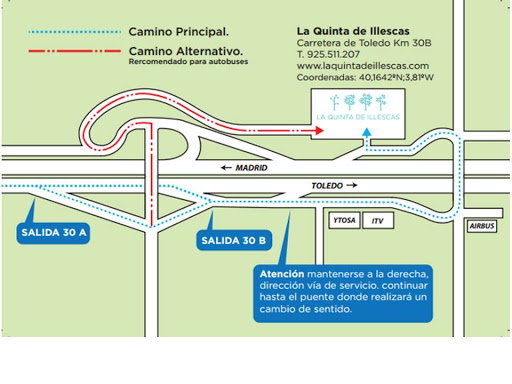 Camino Principal.
Camino Alternativo.
Recomendado para autobuses
La Quinta de Illescas
Carretera de Toledo Km 30B
T. 925.511.207
www.laquintadeillescas.com
Coordenadas: 40,1642ºN;3,81ºW
LA QUINTA DE ILLESCAS
← MADRID
TOLEDO →
SALIDA 30 A
SALIDA 30 B
YTOSA
ITV
AIRBUS
Atención mantenerse a la derecha,
dirección vía de servicio. continuar
hasta el puente donde realizará un
cambio de sentido.